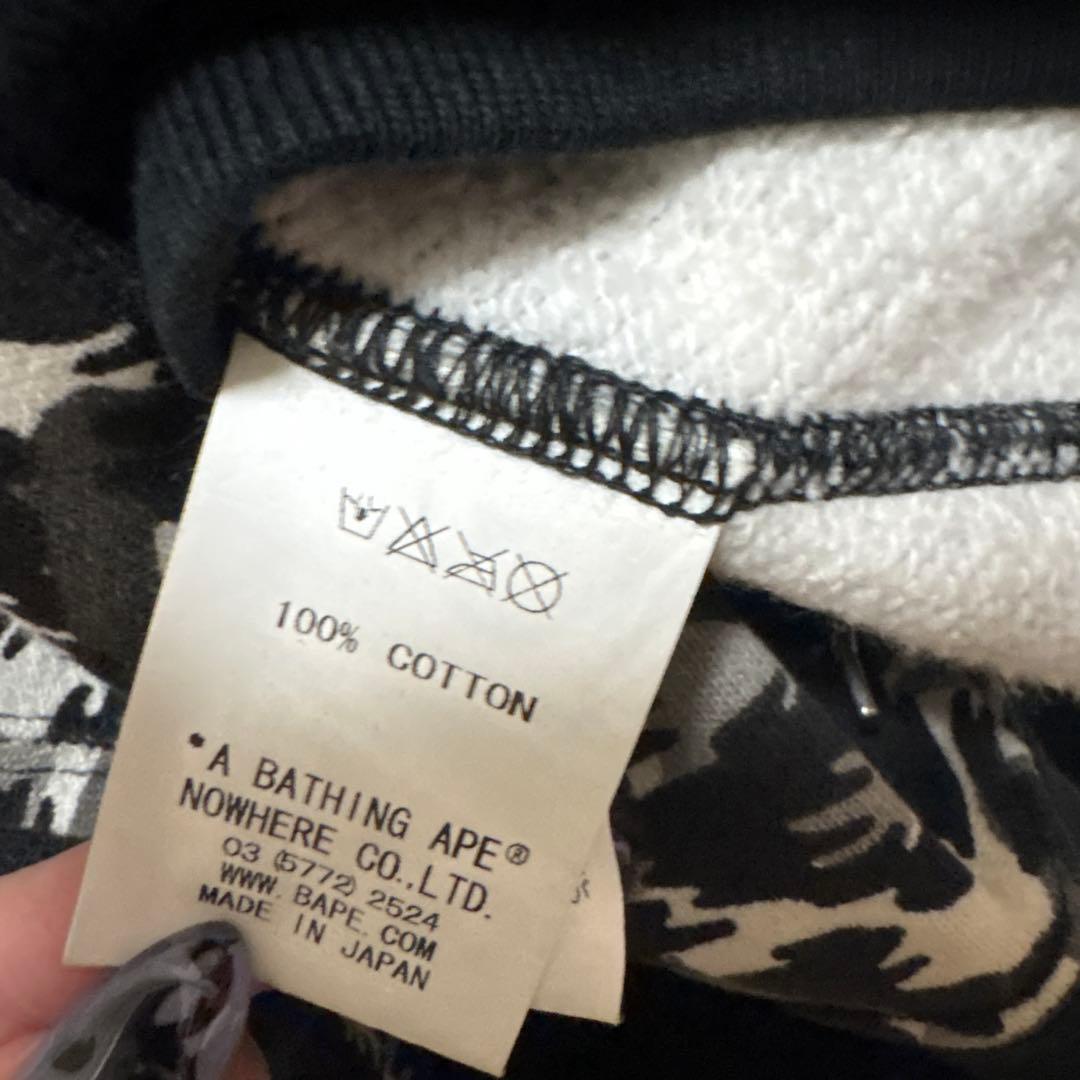 100% COTTON
•A BATHING APE®
NOWHERE CO.,LTD.
03 (5772) 2524
WWW. BAPE. COM
MADE IN JAPAN